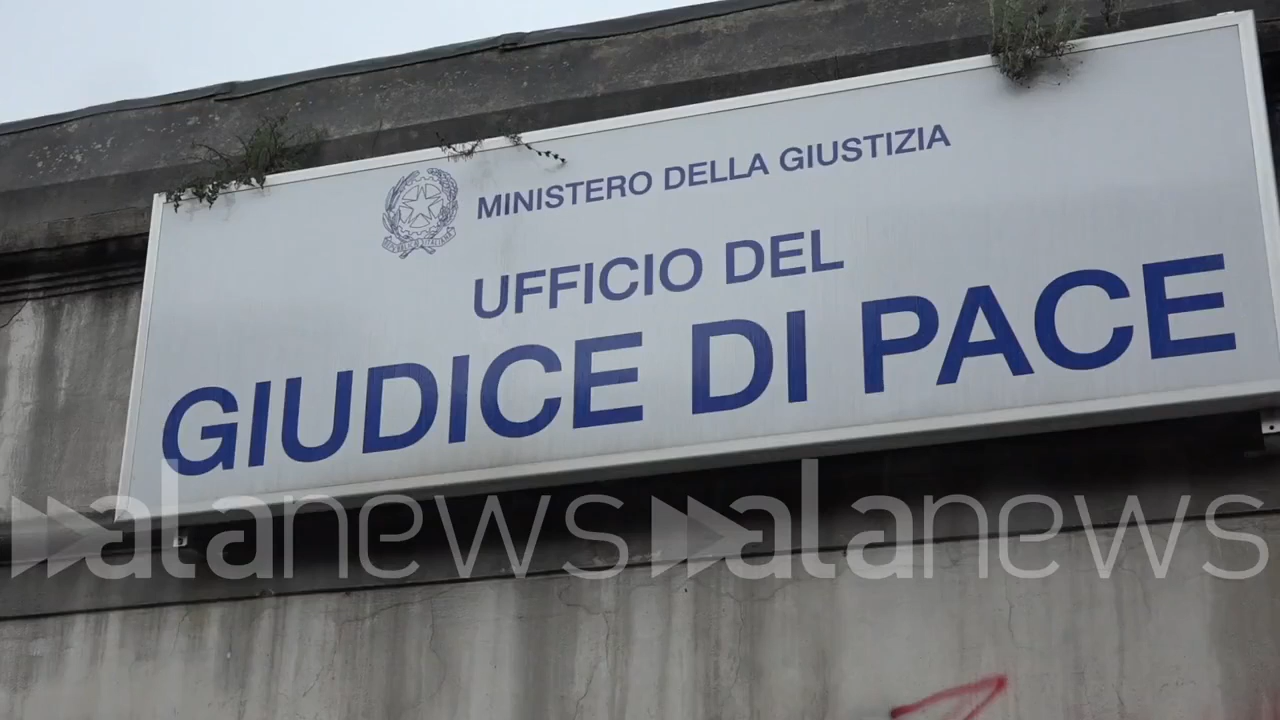 MINISTERO DELLA GIUSTIZIA
UFFICIO DEL
GIUDICE DI PACE
alanews alanews